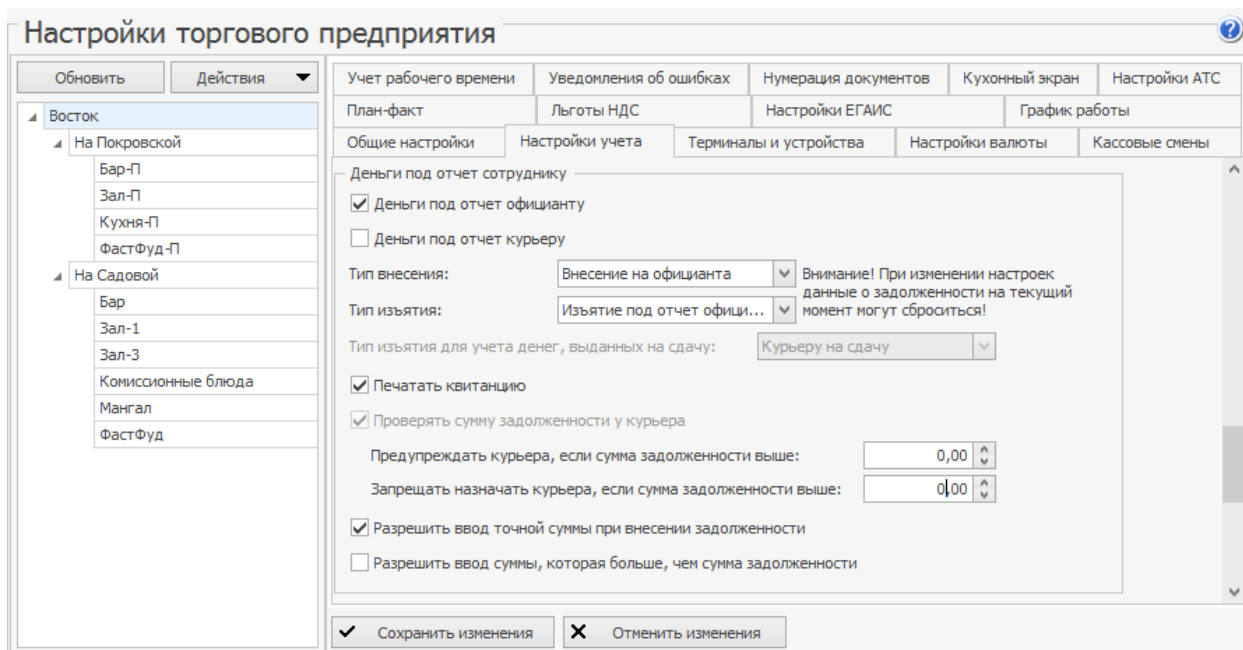 Настройки торгового предприятия
Обновить
Действия
Восток
На Покровской
Бар-П
Зал-П
Кухня-П
ФастФуд-П
На Садовой
Бар
Зал-1
Зал-3
Комиссионные блюда
Мангал
ФастФуд
Учет рабочего времени
Уведомления об ошибках
Нумерация документов
Кухонный экран
Настройки АТС
План-факт
Льготы НДС
Настройки ЕГАИС
График работы
Общие настройки
Настройки учета
Терминалы и устройства
Настройки валюты
Кассовые смены
Деньги под отчет сотруднику
Деньги под отчет официанту
Деньги под отчет курьеру
Тип внесения:
Внесение на официанта
Тип изъятия:
Изъятие под отчет офици...
Внимание! При изменении настроек
данные о задолженности на текущий
момент могут сброситься!
Тип изъятия для учета денег, выданных на сдачу:
Курьеру на сдачу
Печатать квитанцию
Проверять сумму задолженности у курьера
Предупреждать курьера, если сумма задолженности выше:
0,00
Запрещать назначать курьера, если сумма задолженности выше:
0,00
Разрешить ввод точной суммы при внесении задолженности
Разрешить ввод суммы, которая больше, чем сумма задолженности
Сохранить изменения
Отменить изменения